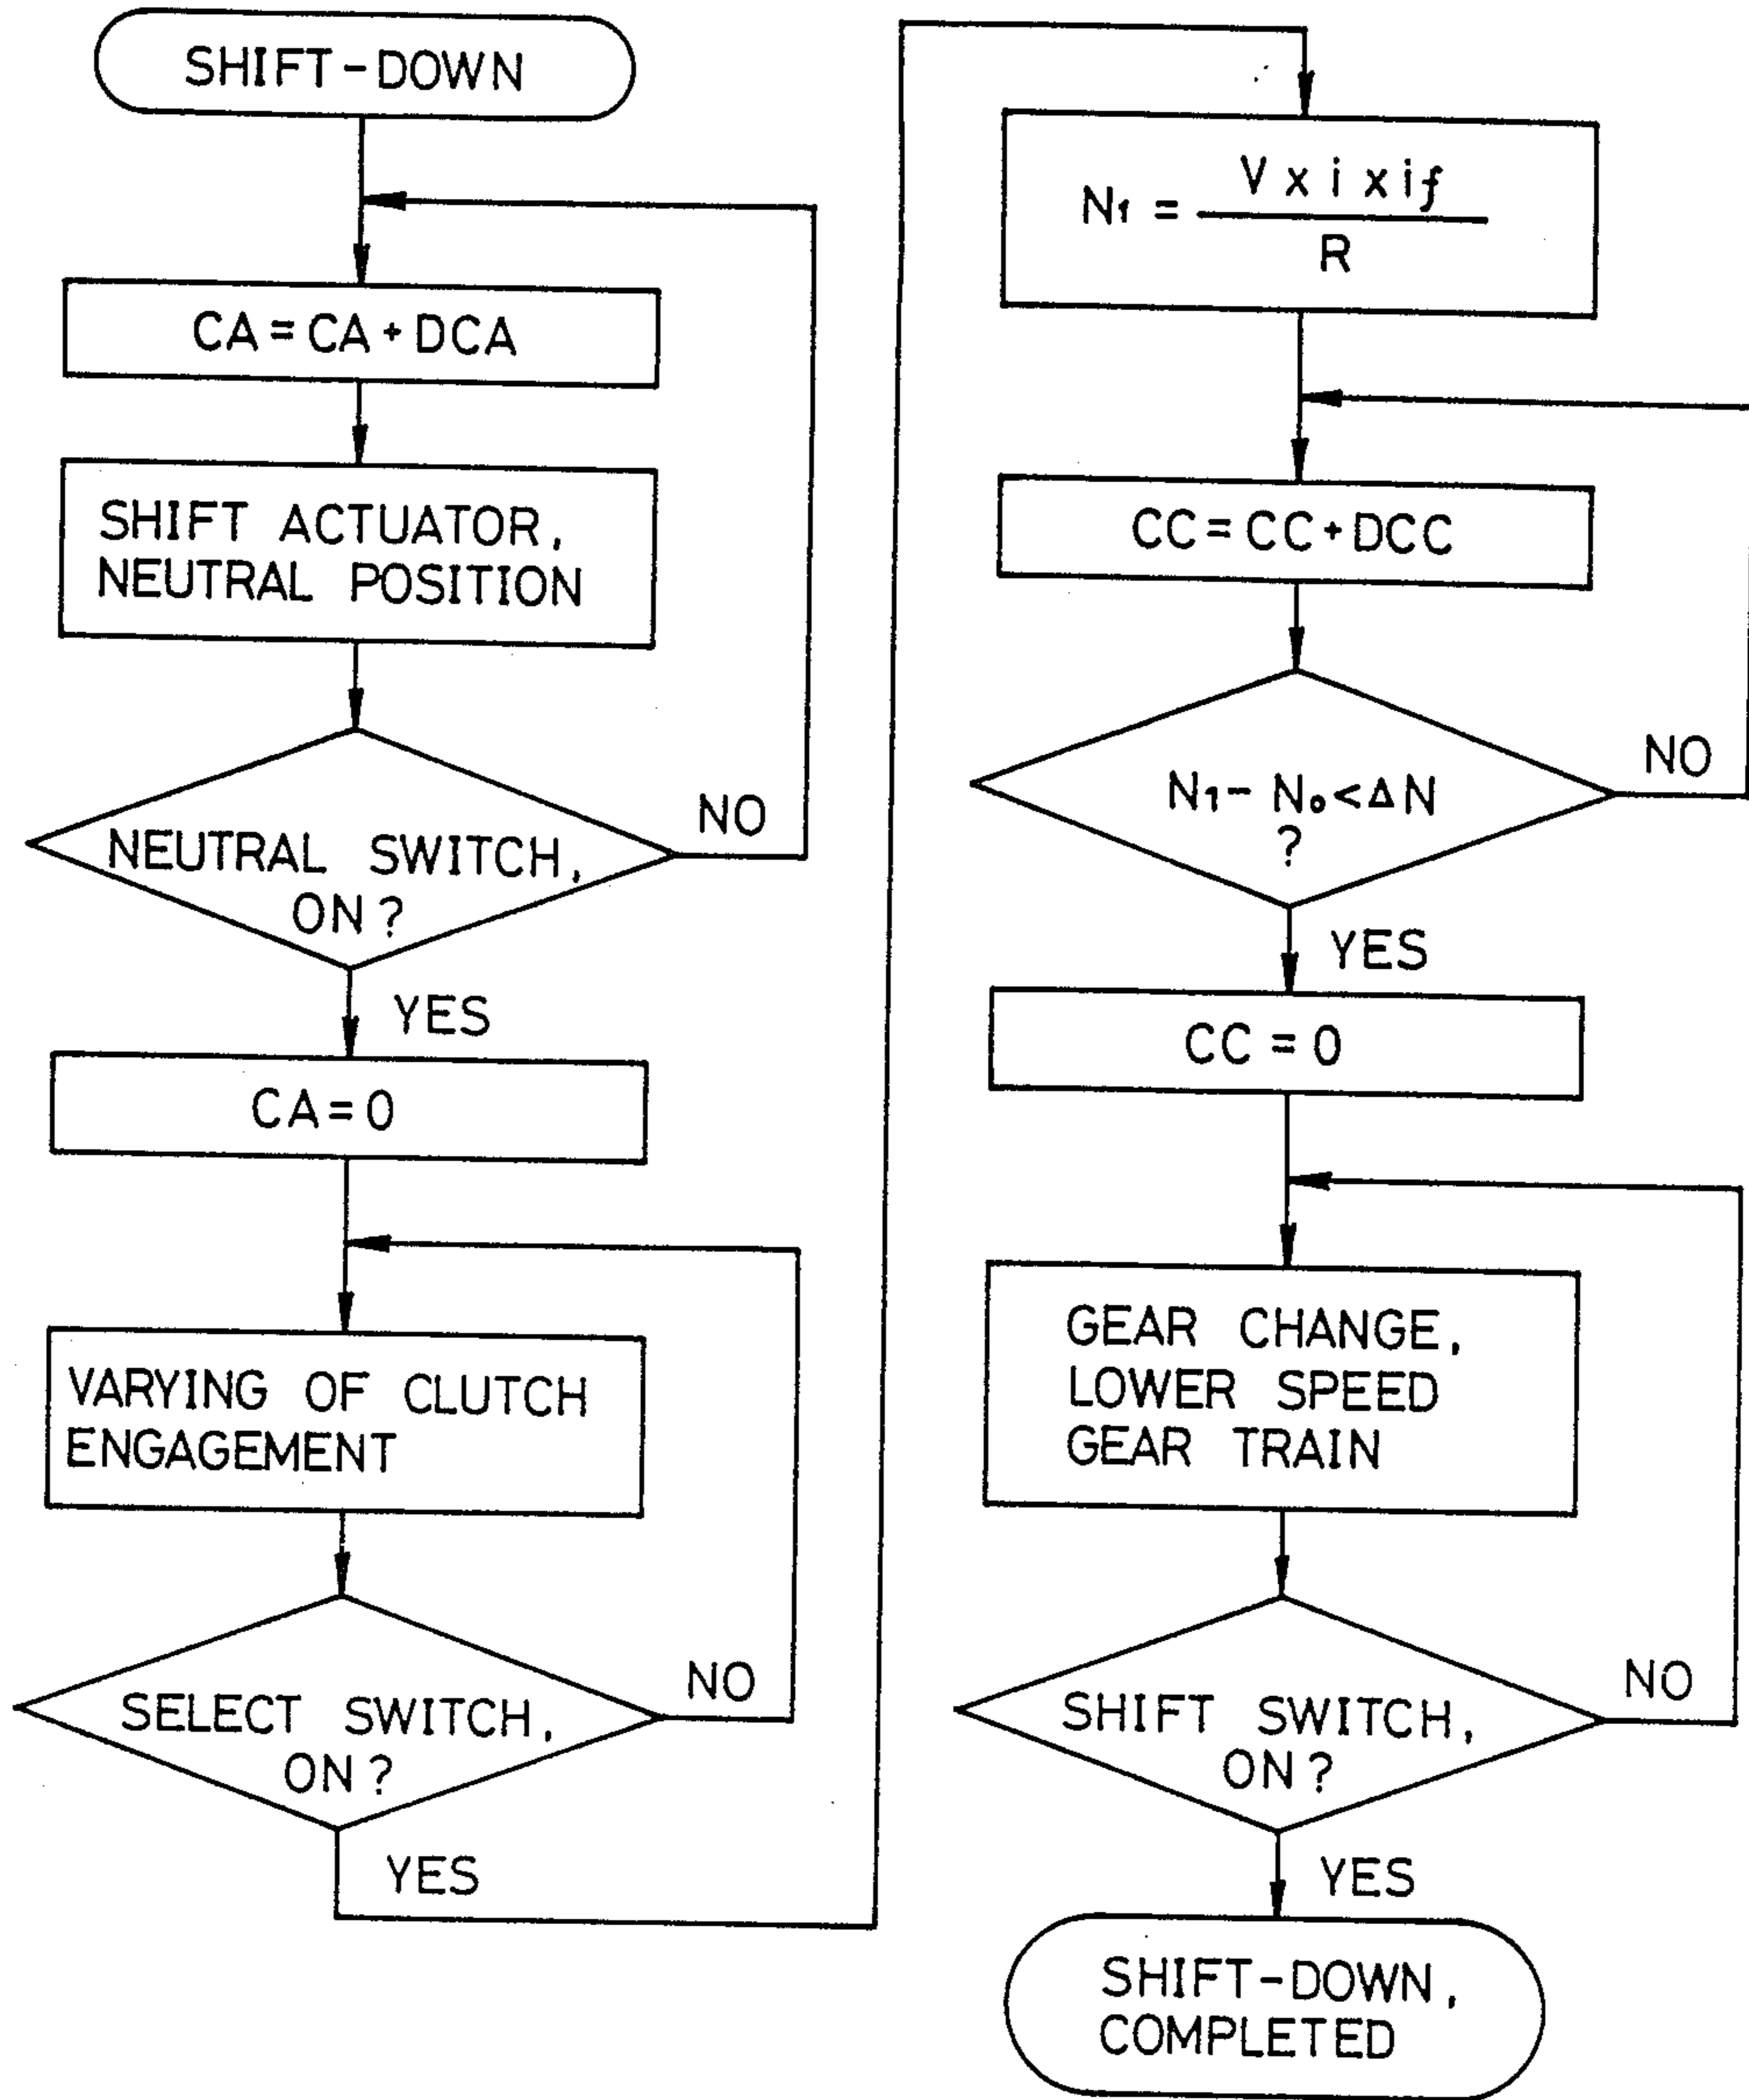 SHIFT-DOWN
CA = CA + DCA
SHIFT ACTUATOR,
NEUTRAL POSITION
NEUTRAL SWITCH,
ON?
NO
YES
CA = 0
VARYING OF CLUTCH
ENGAGEMENT
SELECT SWITCH,
ON?
NO
YES
N₁ = V x i x if
R
CC = CC + DCC
N₁ - N₀ < ΔN
?
NO
YES
CC = 0
GEAR CHANGE,
LOWER SPEED
GEAR TRAIN
SHIFT SWITCH,
ON?
NO
YES
SHIFT-DOWN,
COMPLETED